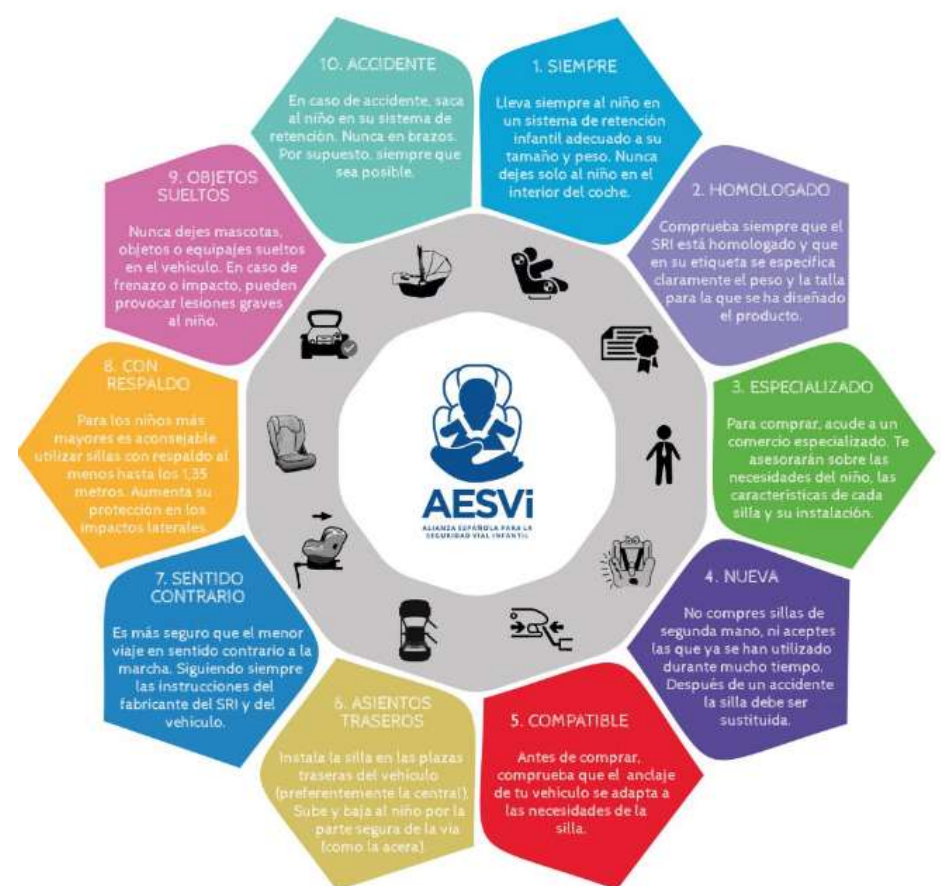 1. SIEMPRE
Lleva siempre al niño en
un sistema de retención
infantil adecuado a su
tamaño y peso. Nunca
dejes solo al niño en el
interior del coche.
2. HOMOLOGADO
Comprueba siempre que el
SRI está homologado y que
en su etiqueta se especifica
claramente el peso y la talla
para la que se ha diseñado
el producto.
3. ESPECIALIZADO
Para comprar, acude a un
comercio especializado. Te
asesorarán sobre las
necesidades del niño, las
características de cada
silla y su instalación.
4. NUEVA
No compres sillas de
segunda mano, ni aceptes
las que ya se han utilizado
durante mucho tiempo.
Después de un accidente
la silla debe ser
sustituida.
5. COMPATIBLE
Antes de comprar,
comprueba que el anclaje
de tu vehículo se adapta a
las necesidades de la
silla.
6. ASIENTOS
TRASEROS
Instala la silla en las plazas
traseras del vehículo
(preferentemente la central).
Sube y baja al niño por la
parte segura de la vía
(como la acera).
7. SENTIDO
CONTRARIO
Es más seguro que el menor
viaje en sentido contrario a la
marcha. Siguiendo siempre
las instrucciones del
fabricante del SRI y del
vehículo.
8. CON
RESPALDO
Para los niños más
mayores es aconsejable
utilizar sillas con respaldo al
menos hasta los 1,35
metros. Aumenta su
protección en los
impactos laterales.
9. OBJETOS
SUELTOS
Nunca dejes mascotas,
objetos o equipajes sueltos
en el vehículo. En caso de
frenazo o impacto, pueden
provocar lesiones graves
al niño.
10. ACCIDENTE
En caso de accidente, saca
al niño en su sistema de
retención. Nunca en brazos.
Por supuesto, siempre que
sea posible.
AESVi
ALIANZA ESPAÑOLA PARA LA
SEGURIDAD VIAL INFANTIL